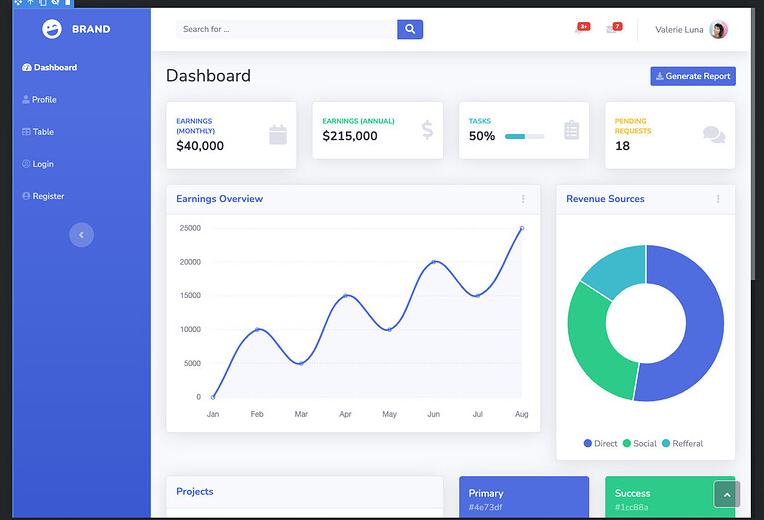 BRAND
Dashboard
Profile
Table
Login
Register
Search for ...
3+
7
Valerie Luna
Dashboard
Generate Report
EARNINGS
(MONTHLY)
$40,000
EARNINGS (ANNUAL)
$215,000
TASKS
50%
PENDING
REQUESTS
18
Earnings Overview
25000
20000
15000
10000
5000
0
Jan Feb Mar Apr May Jun Jul Aug
Revenue Sources
Direct Social Refferal
Projects
Primary
#4e73df
Success
#1cc88a